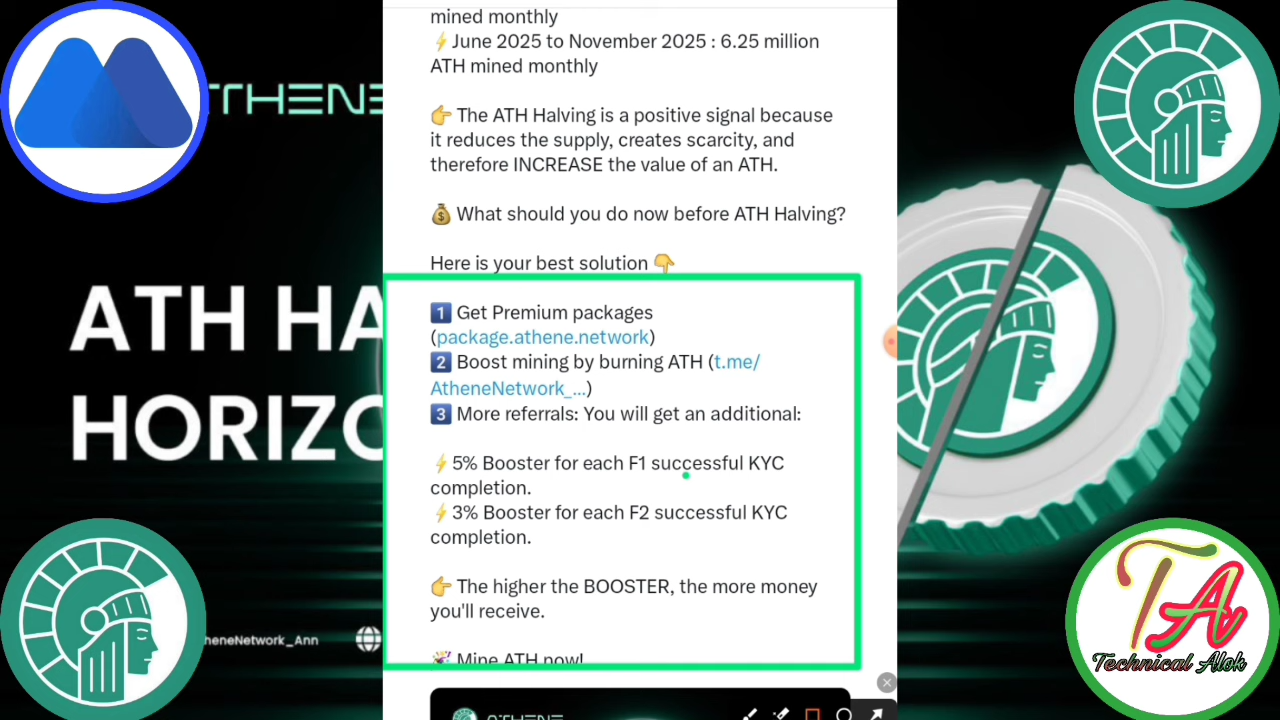 mined monthly
⚡June 2025 to November 2025 : 6.25 million
ATH mined monthly
👉 The ATH Halving is a positive signal because
it reduces the supply, creates scarcity, and
therefore INCREASE the value of an ATH.
💰 What should you do now before ATH Halving?
Here is your best solution 👇
1️⃣ Get Premium packages
(package.athene.network)
2️⃣ Boost mining by burning ATH (t.me/
AtheneNetwork_...)
3️⃣ More referrals: You will get an additional:
⚡5% Booster for each F1 successful KYC
completion.
⚡3% Booster for each F2 successful KYC
completion.
👉 The higher the BOOSTER, the more money
you'll receive.
🎉 Mine ATH now!
ATHENE
THENE
ATH HA
HORIZO
heneNetwork_Ann
TA
Technical Alok